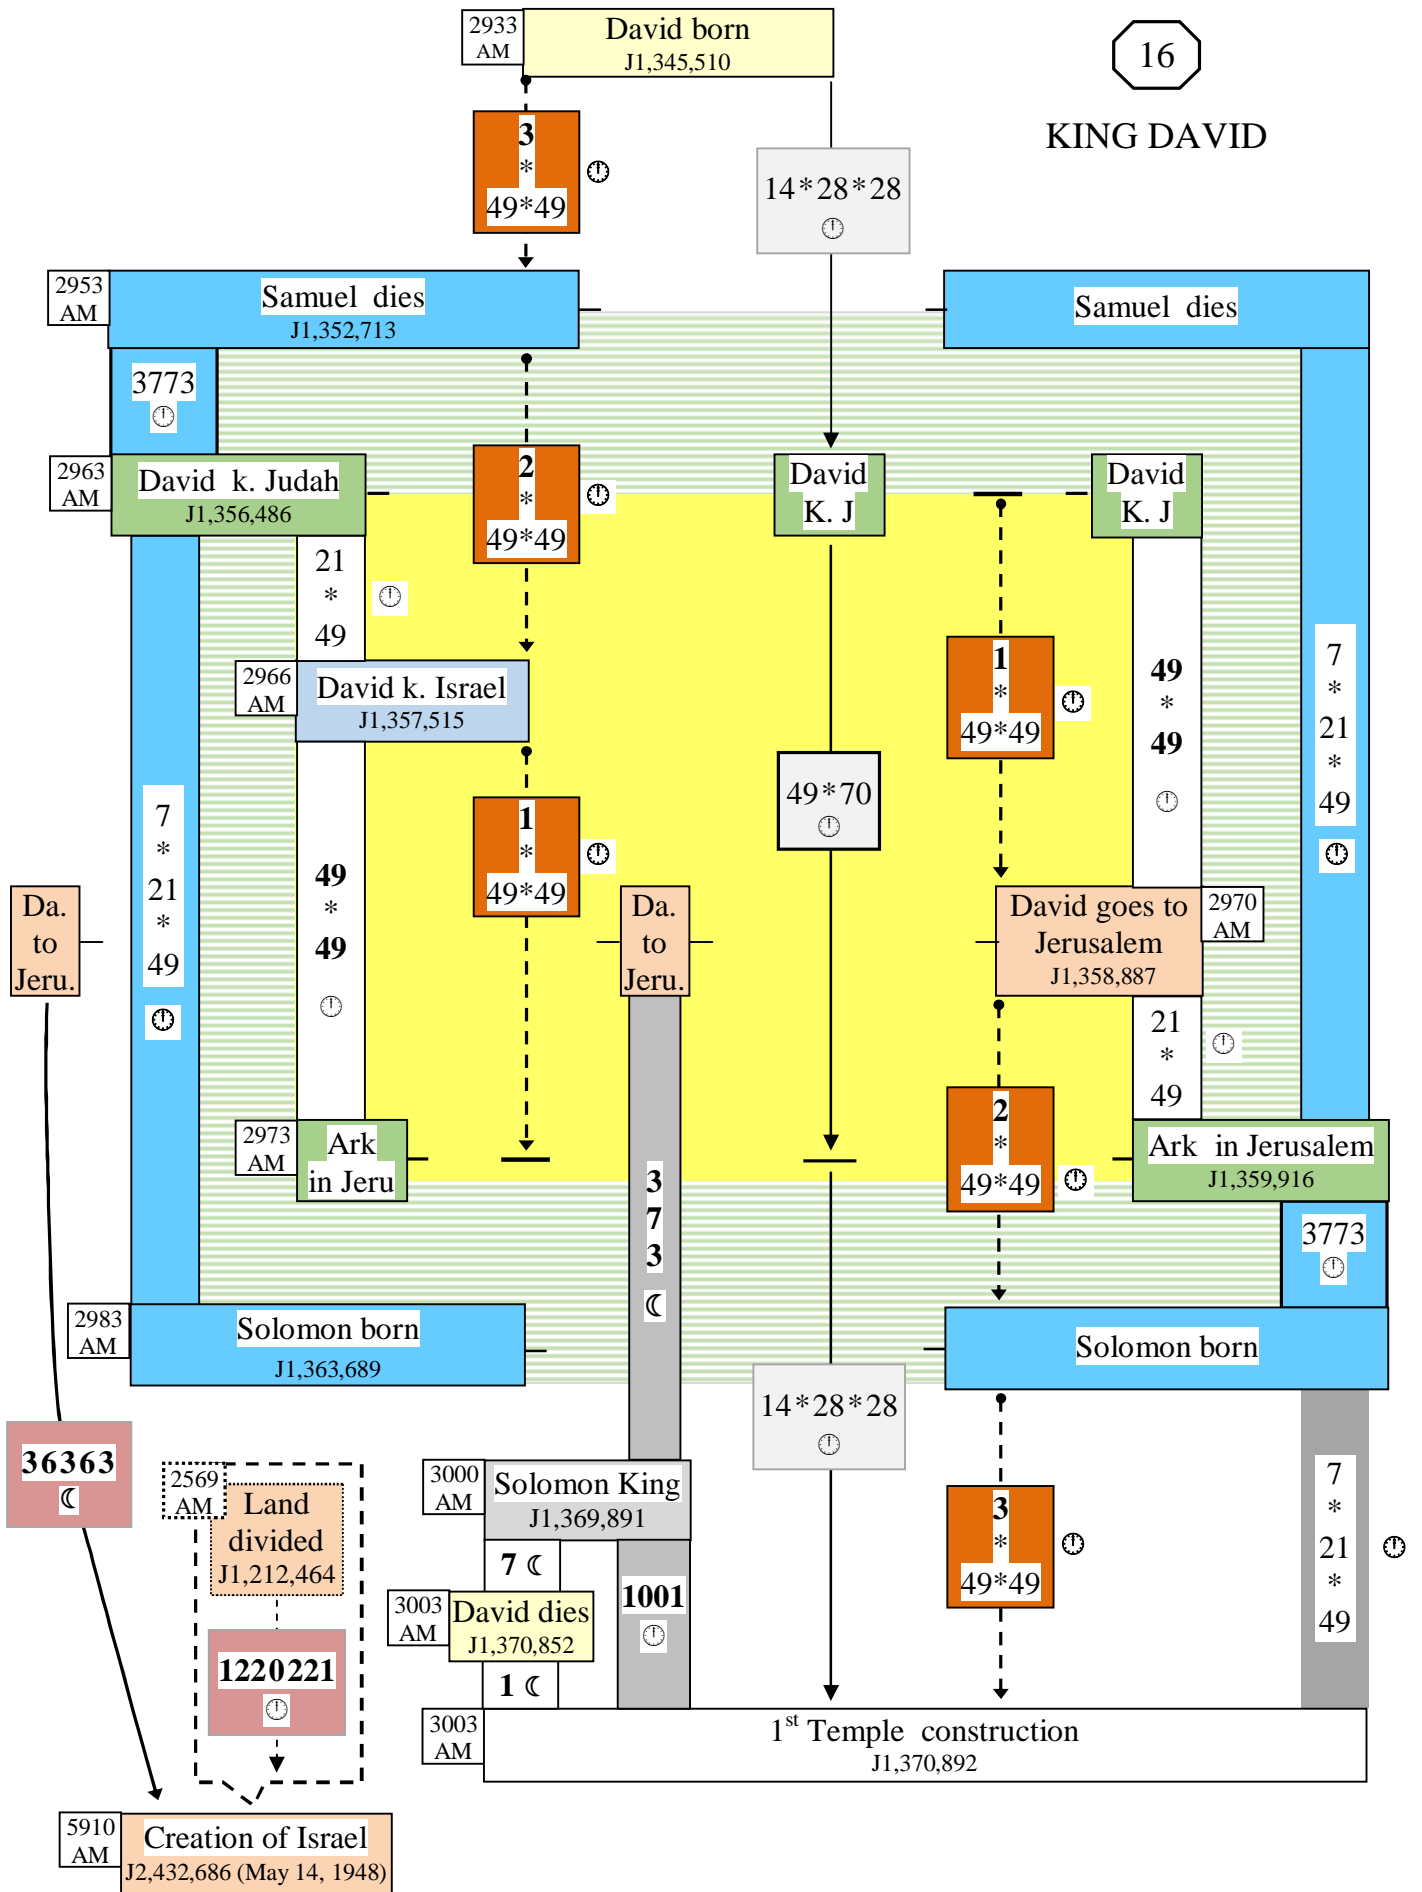 2933
AM
David born
J1,345,510
16
KING DAVID
3
*
49*49
14*28*28
2953
AM
Samuel dies
J1,352,713
Samuel dies
3773
2963
AM
David k. Judah
J1,356,486
2
*
49*49
David
K. J
David
K. J
21
*
49
2966
AM
David k. Israel
J1,357,515
1
*
49*49
49
*
49
7
*
21
*
49
49*70
7
*
21
*
49
49
*
49
1
*
49*49
Da.
to
Jeru.
Da.
to
Jeru.
David goes to
Jerusalem
J1,358,887
2970
AM
21
*
49
2973
AM
Ark
in Jeru
2
*
49*49
Ark in Jerusalem
J1,359,916
3
7
3
3773
2983
AM
Solomon born
J1,363,689
Solomon born
14*28*28
36363
2569
AM
Land
divided
J1,212,464
3000
AM
Solomon King
J1,369,891
3
*
49*49
7
*
21
*
49
7
1001
3003
AM
David dies
J1,370,852
1220221
1
3003
AM
1st Temple construction
J1,370,892
5910
AM
Creation of Israel
J2,432,686 (May 14, 1948)